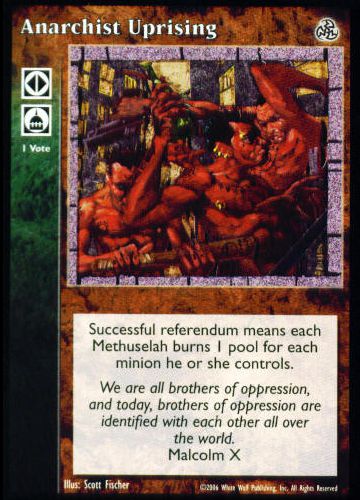 Anarchist Uprising
1 Vote
Successful referendum means each
Methuselah burns 1 pool for each
minion he or she controls.
We are all brothers of oppression,
and today, brothers of oppression are
identified with each other all over
the world.
Malcolm X
Illus: Scott Fischer
©2006 White Wolf Publishing, Inc. All Rights Reserved